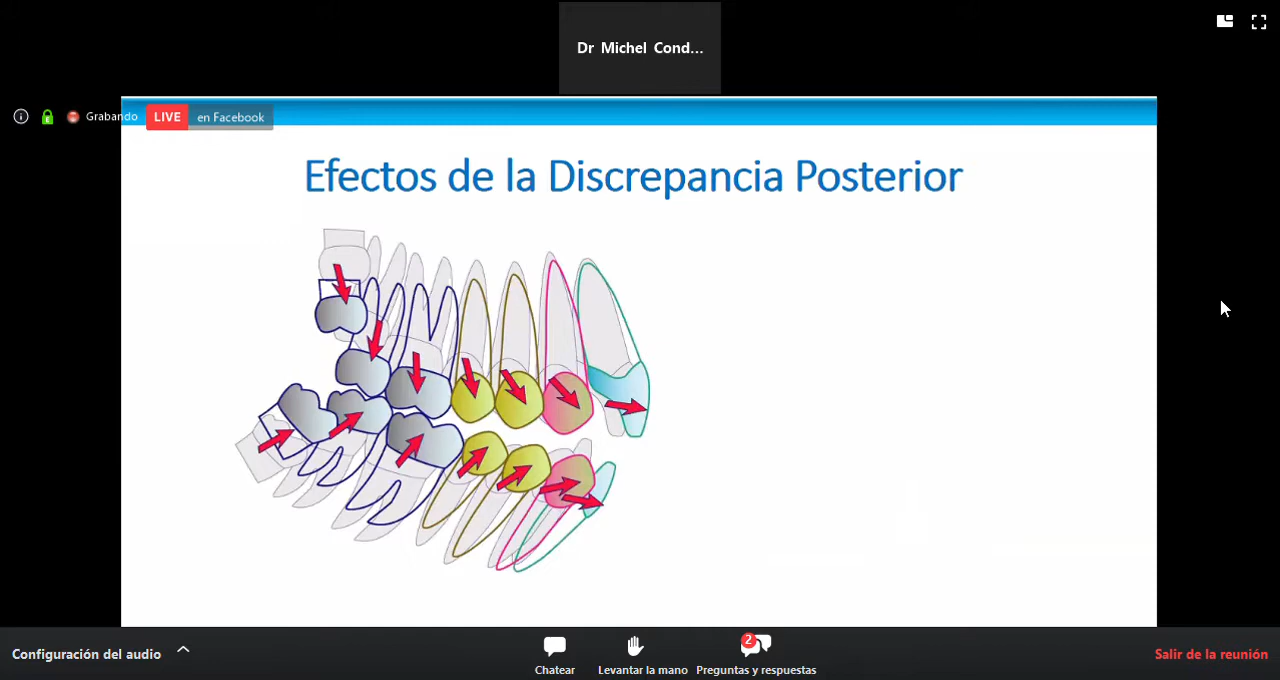 Dr Michel Cond...
Grabando
LIVE en Facebook
Efectos de la Discrepancia Posterior
Configuración del audio
2
Chatear
Levantar la mano
Preguntas y respuestas
Salir de la reunión